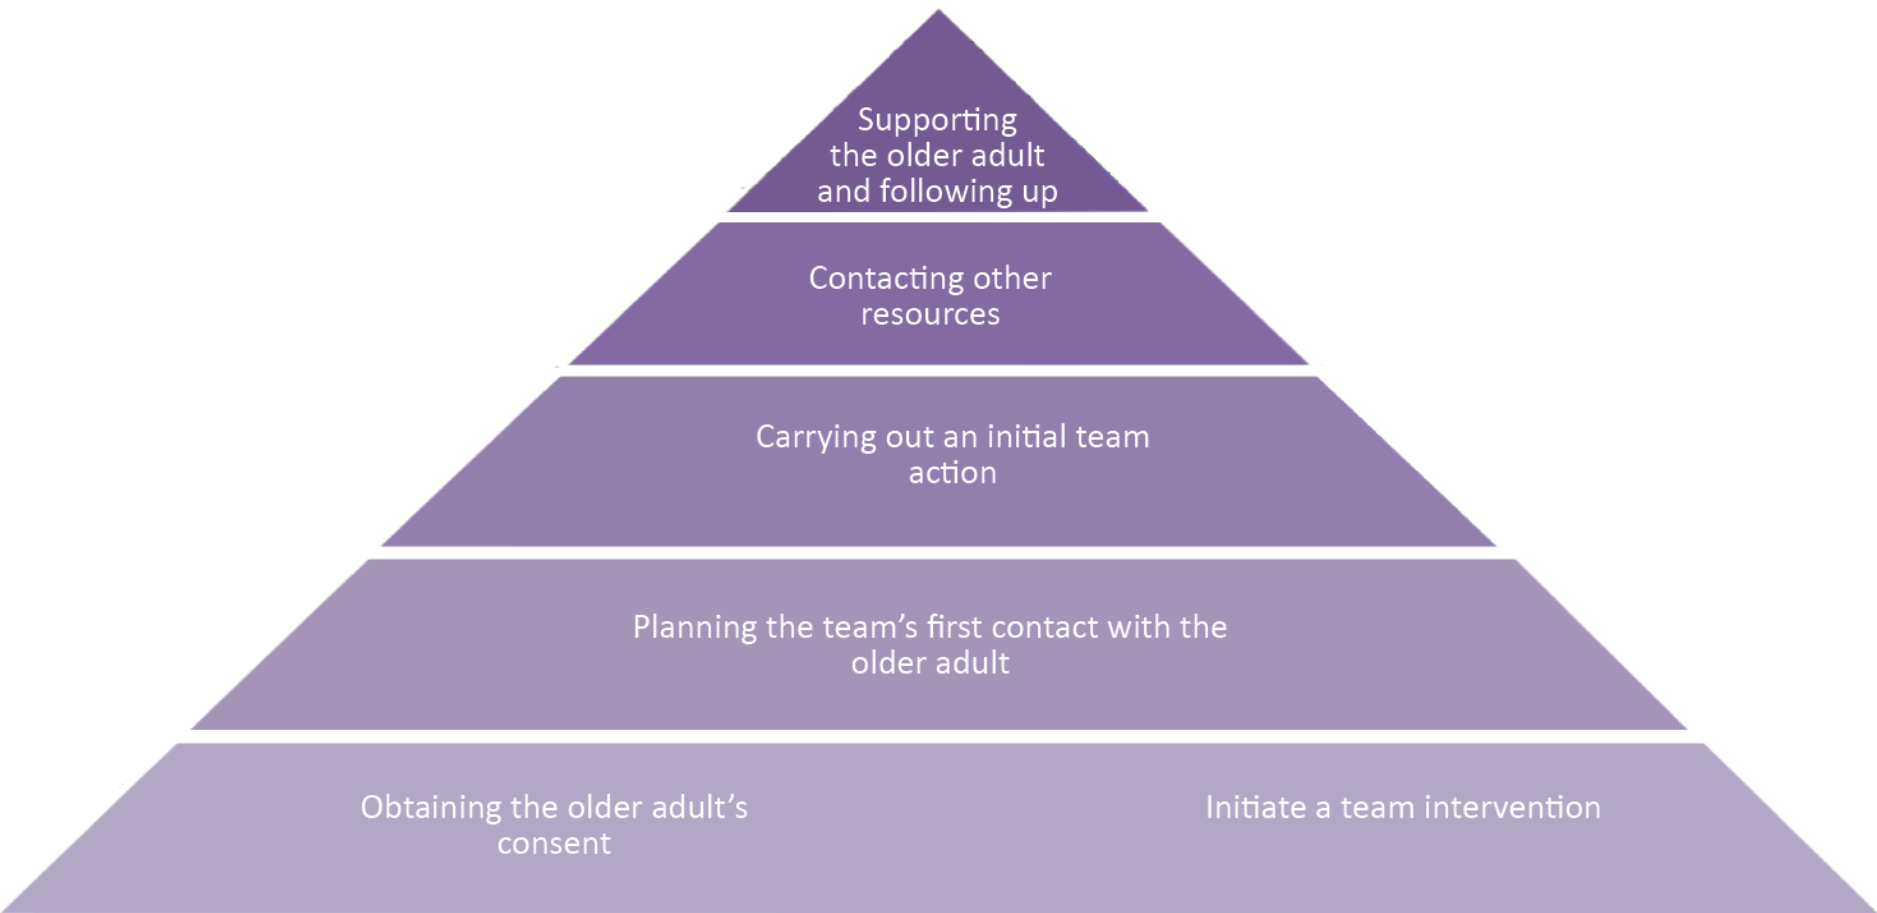 Supporting
the older adult
and following up
Contacting other
resources
Carrying out an initial team
action
Planning the team’s first contact with the
older adult
Obtaining the older adult’s
consent
Initiate a team intervention